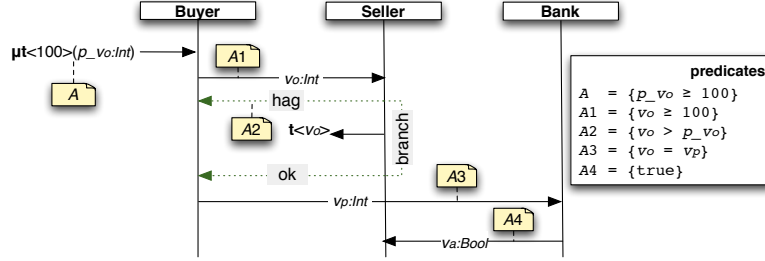 Buyer Seller Bank
µt<100>(p_vo:Int)
A
A1
vo:Int
hag
A2
t<vo>
branch
ok
A3
vp:Int
A4
va:Bool
predicates
A = {p_vo ≥ 100}
A1 = {vo ≥ 100}
A2 = {vo > p_vo}
A3 = {vo = vp}
A4 = {true}